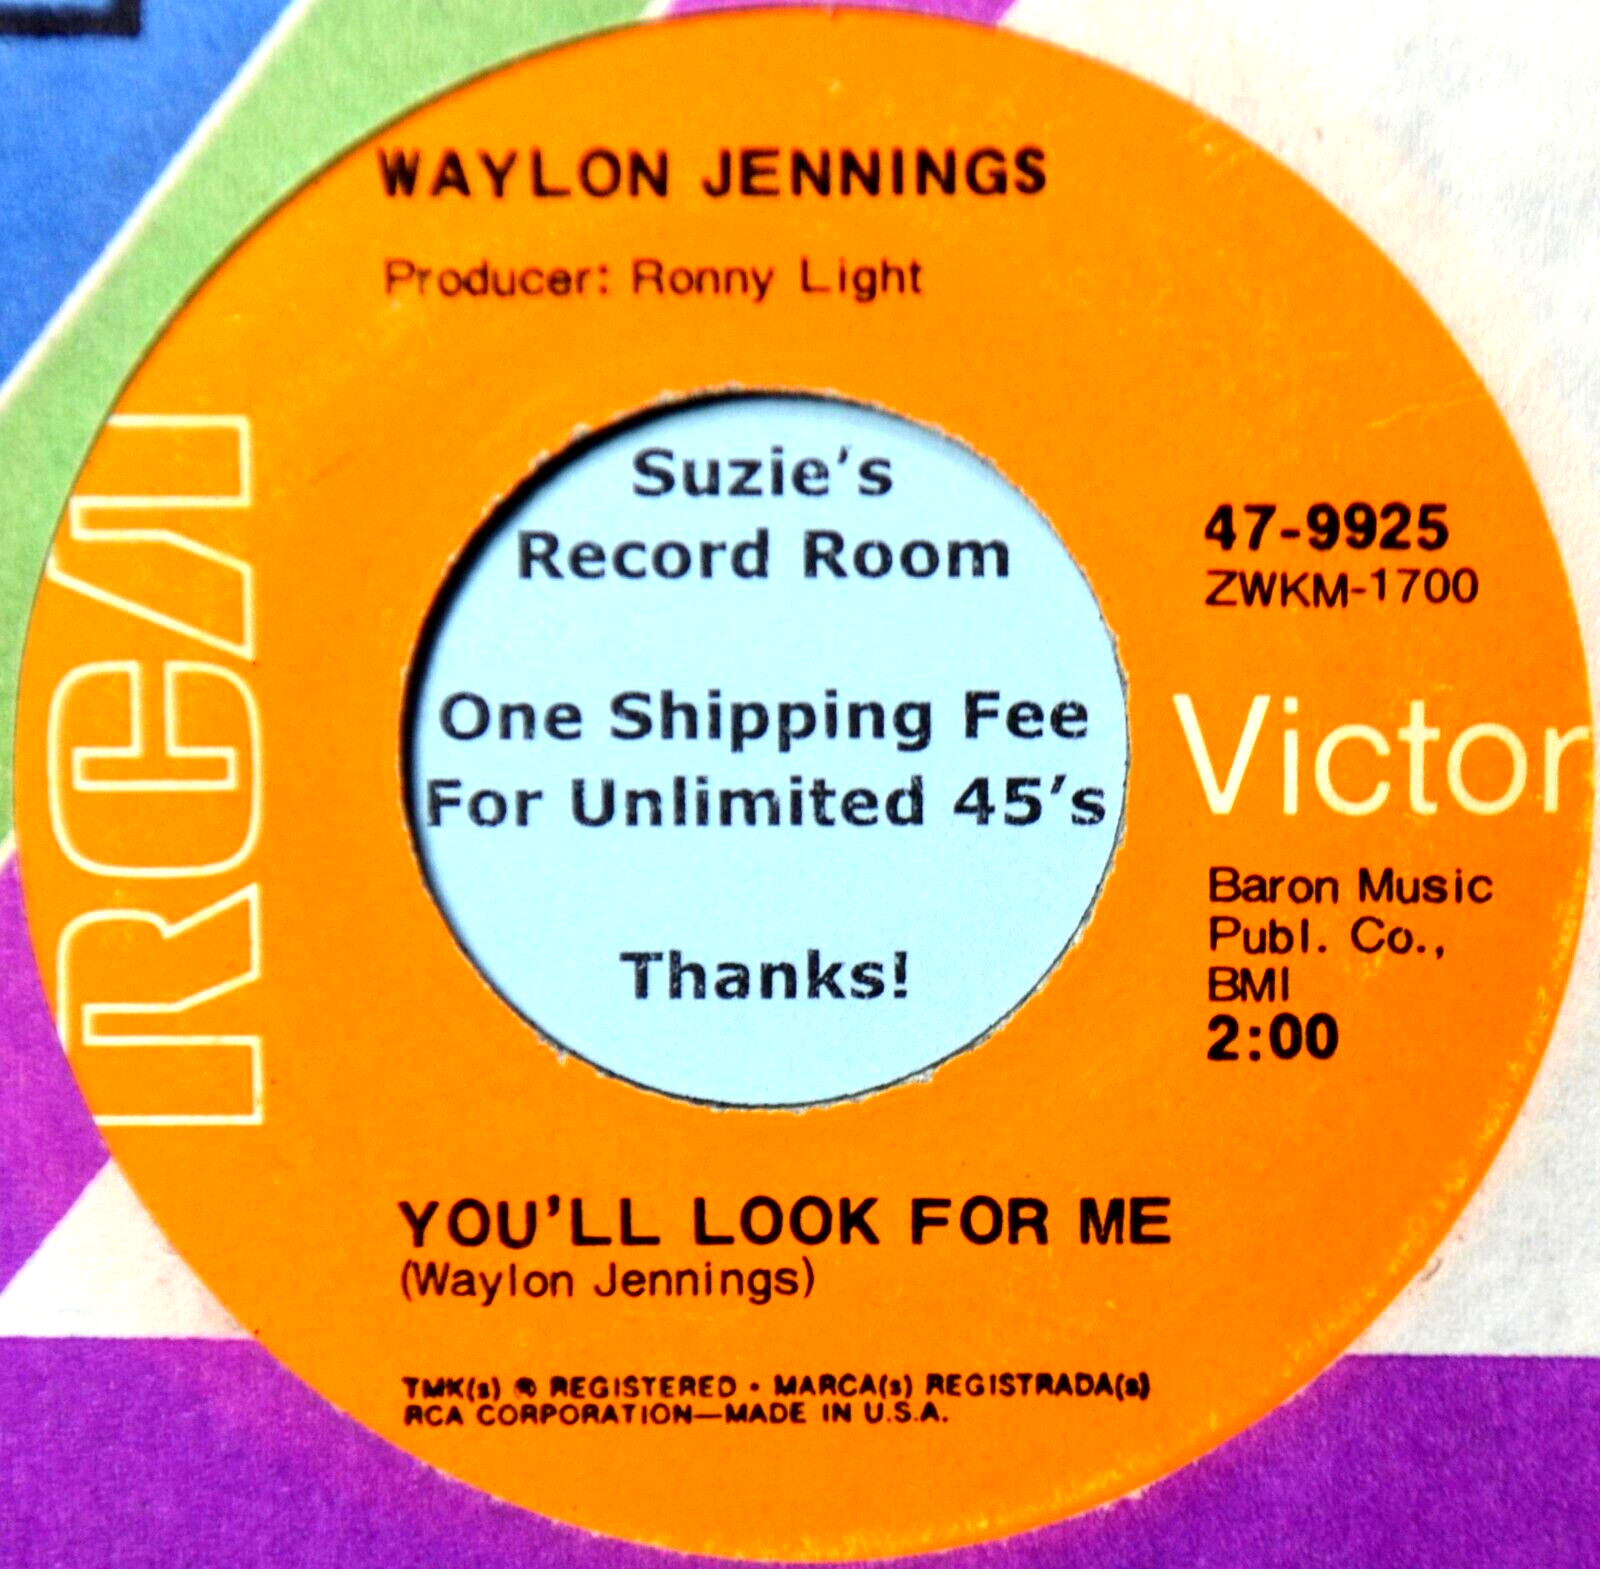 WAYLON JENNINGS
Producer: Ronny Light
RCA
Suzie's
Record Room
One Shipping Fee
For Unlimited 45's
Thanks!
47-9925
ZWKM-1700
Victor
Baron Music
Publ. Co.,
BMI
2:00
YOU'LL LOOK FOR ME
(Waylon Jennings)
TMK(s) ® REGISTERED • MARCA(s) REGISTRADA(s)
RCA CORPORATION—MADE IN U.S.A.